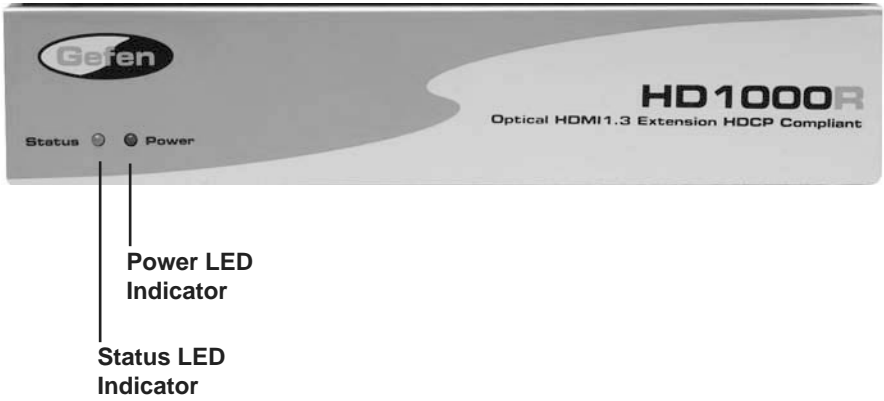 Gefen
HD1000R
Optical HDMI1.3 Extension HDCP Compliant
Status Power
Power LED
Indicator
Status LED
Indicator